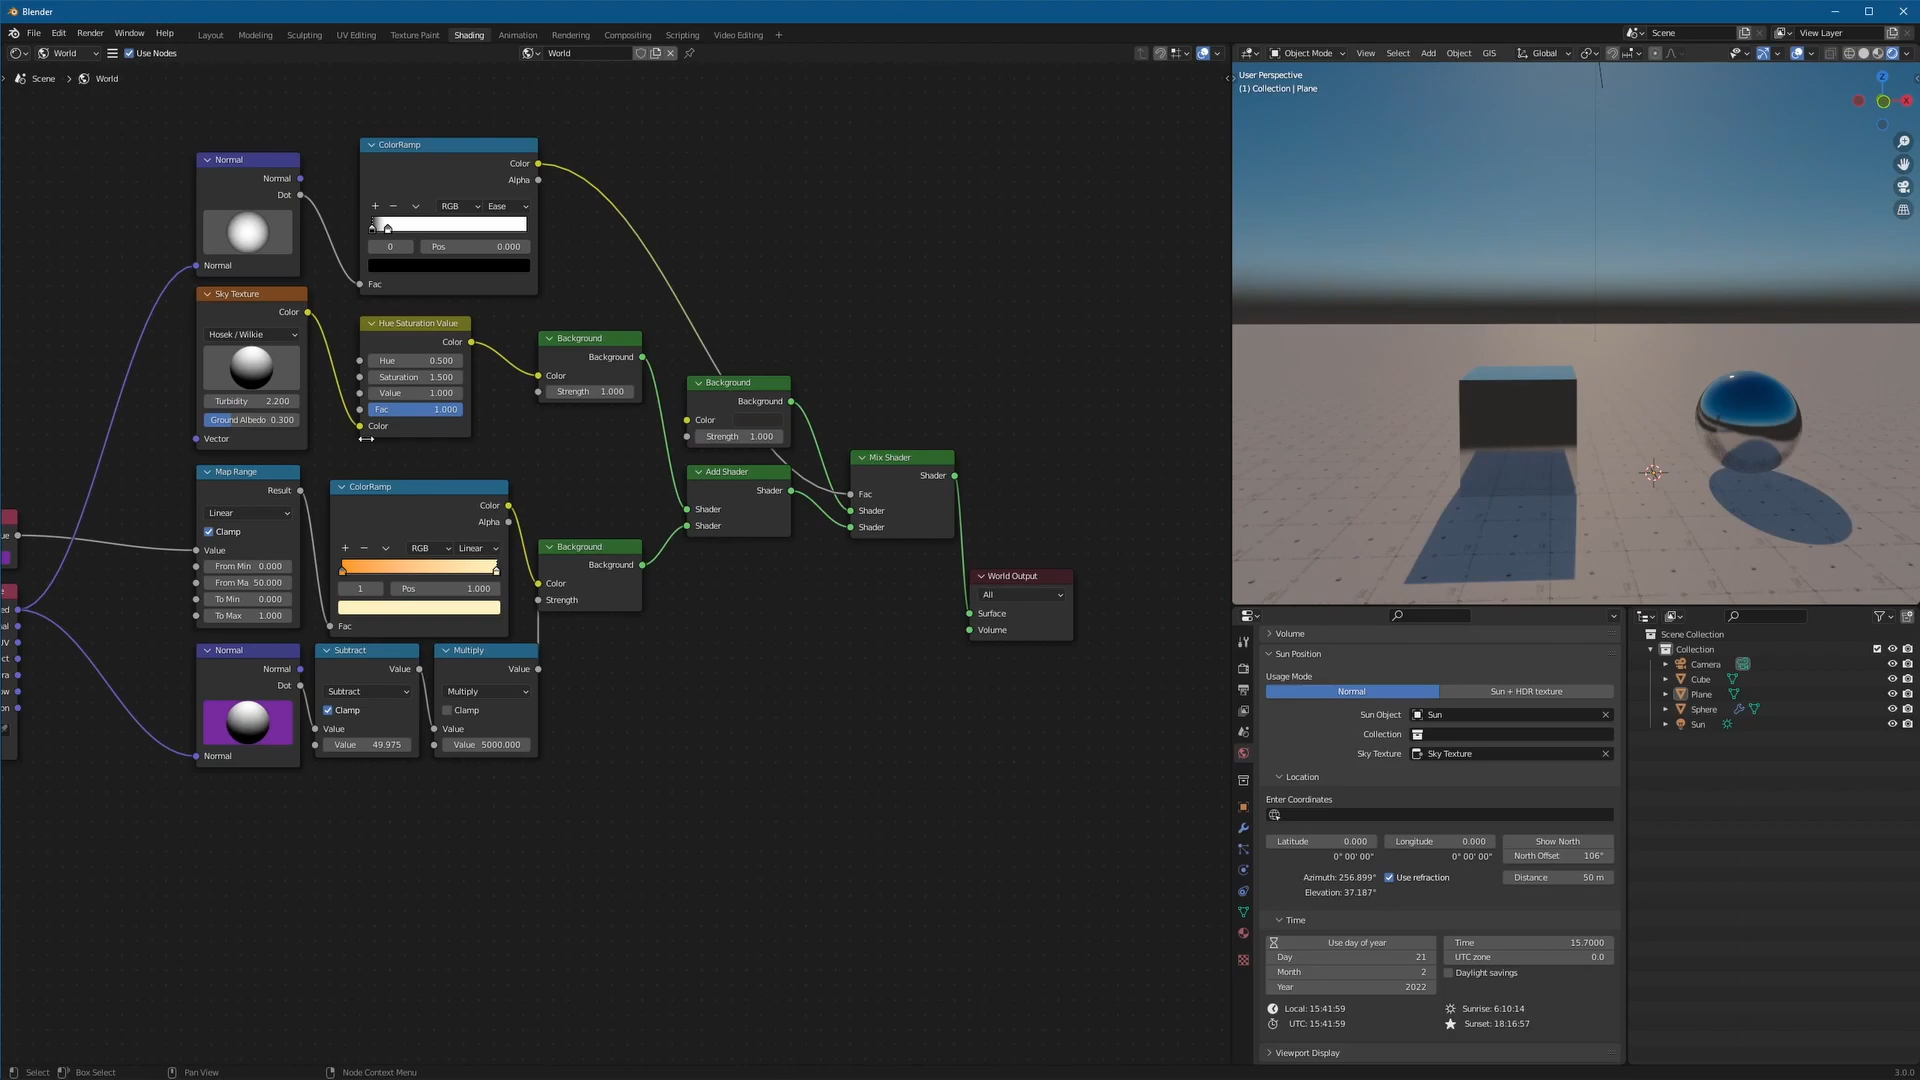 Blender
File Edit Render Window Help
Layout Modeling Sculpting UV Editing Texture Paint Shading Animation Rendering Compositing Scripting Video Editing +
Scene View Layer
World Use Nodes World
Object Mode View Select Add Object GIS Global
Scene > World
User Perspective
(1) Collection | Plane
Z
X
Normal
Normal
Dot
Normal
ColorRamp
Color
Alpha
+ − RGB Ease
0 Pos 0.000
Fac
Sky Texture
Color
Hosek / Wilkie
Turbidity 2.200
Ground Albedo 0.300
Vector
Hue Saturation Value
Color
Hue 0.500
Saturation 1.500
Value 1.000
Fac 1.000
Color
Background
Background
Color
Strength 1.000
Background
Background
Color
Strength 1.000
Add Shader
Shader
Shader
Shader
Mix Shader
Shader
Fac
Shader
Shader
World Output
All
Surface
Volume
Map Range
Result
Linear
Clamp
Value
From Min 0.000
From Ma 50.000
To Min 0.000
To Max 1.000
ColorRamp
Color
Alpha
+ − RGB Linear
1 Pos 1.000
Fac
Background
Background
Color
Strength
Normal
Normal
Dot
Normal
Subtract
Value
Subtract
Clamp
Value
Value 49.975
Multiply
Value
Multiply
Clamp
Value
Value 5000.000
Volume
Sun Position
Usage Mode
Normal Sun + HDR texture
Sun Object Sun
Collection
Sky Texture Sky Texture
Location
Enter Coordinates
Latitude 0.000 Longitude 0.000 Show North
0° 00' 00" 0° 00' 00" North Offset 106°
Azimuth: 256.899° Use refraction Distance 50 m
Elevation: 37.187°
Time
Use day of year Time 15.7000
Day 21 UTC zone 0.0
Month 2 Daylight savings
Year 2022
Local: 15:41:59 Sunrise: 6:10:14
UTC: 15:41:59 Sunset: 18:16:57
Viewport Display
Scene Collection
Collection
Camera
Cube
Plane
Sphere
Sun
Select Box Select Pan View Node Context Menu 3.0.0